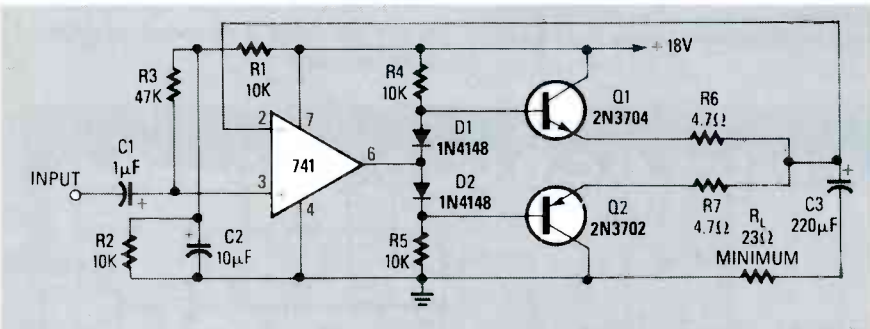 + 18V
R1
10K
R3
47K
R4
10K
Q1
2N3704
R6
4.7Ω
2
7
D1
1N4148
C1
1µF
+
INPUT
741
6
3
4
D2
1N4148
Q2
2N3702
R7
4.7Ω
+
C3
220µF
R2
10K
+
C2
10µF
R5
10K
RL
23Ω
MINIMUM